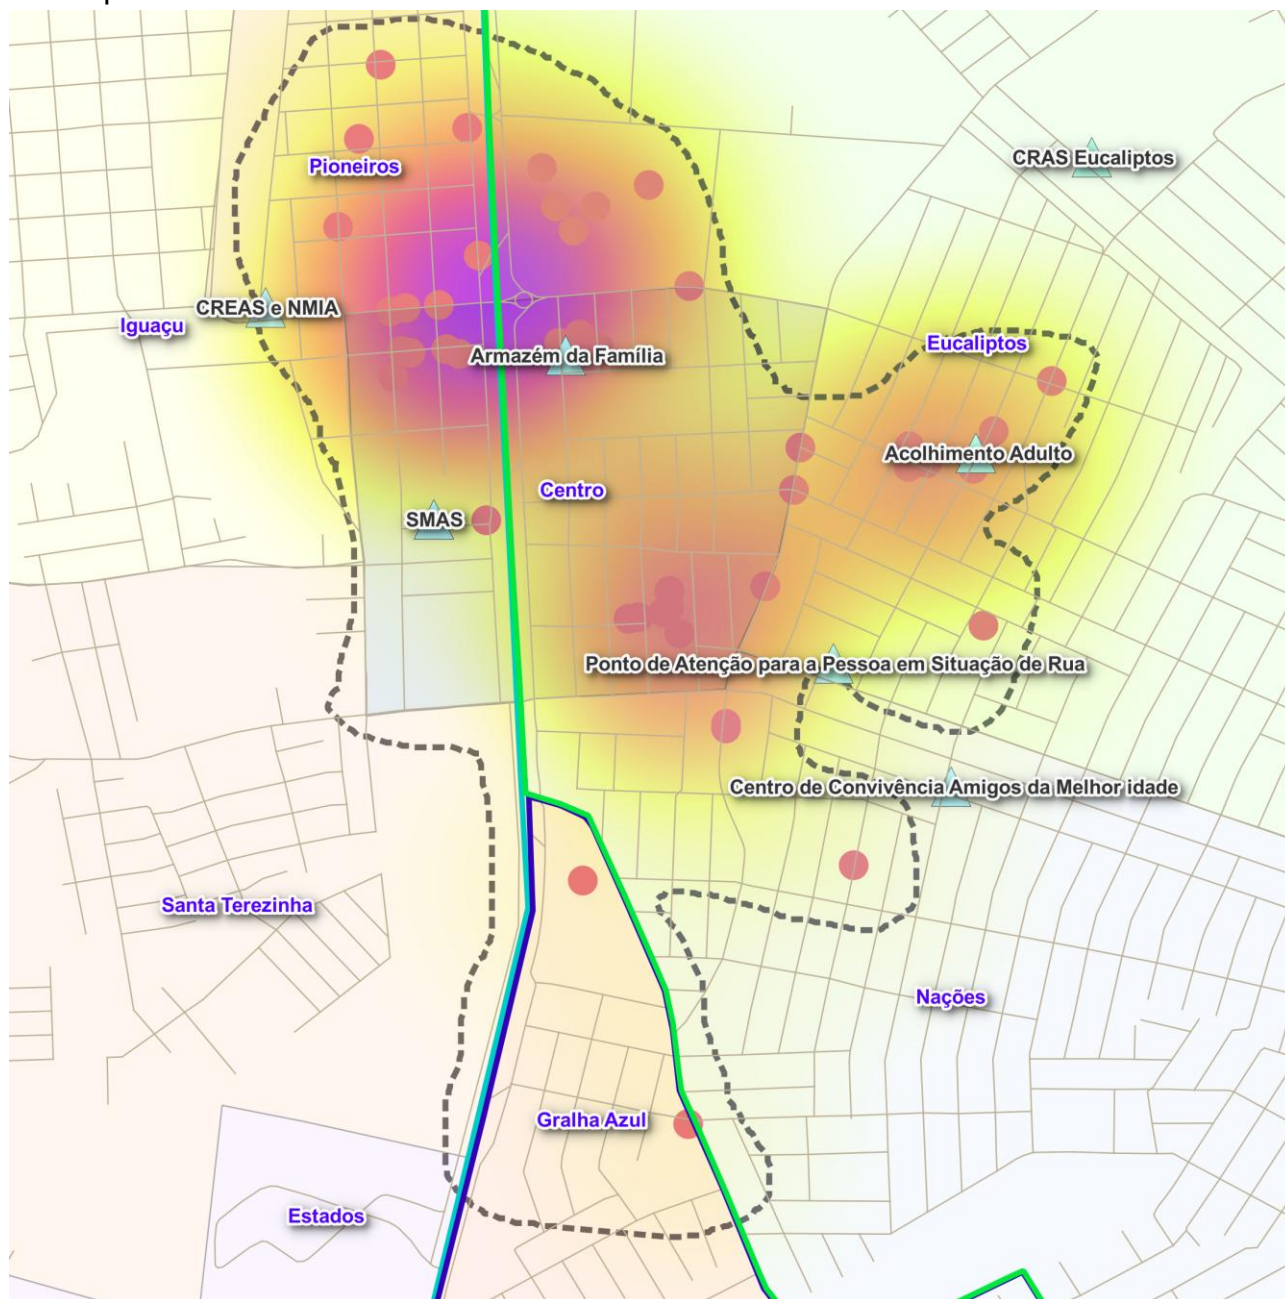 CRAS Eucaliptos
Pioneiros
CREAS e NMIA
Iguaçu
Eucaliptos
Armazém da Família
Acolhimento Adulto
Centro
SMAS
Ponto de Atenção para a Pessoa em Situação de Rua
Centro de Convivência Amigos da Melhor idade
Santa Terezinha
Nações
Gralha Azul
Estados